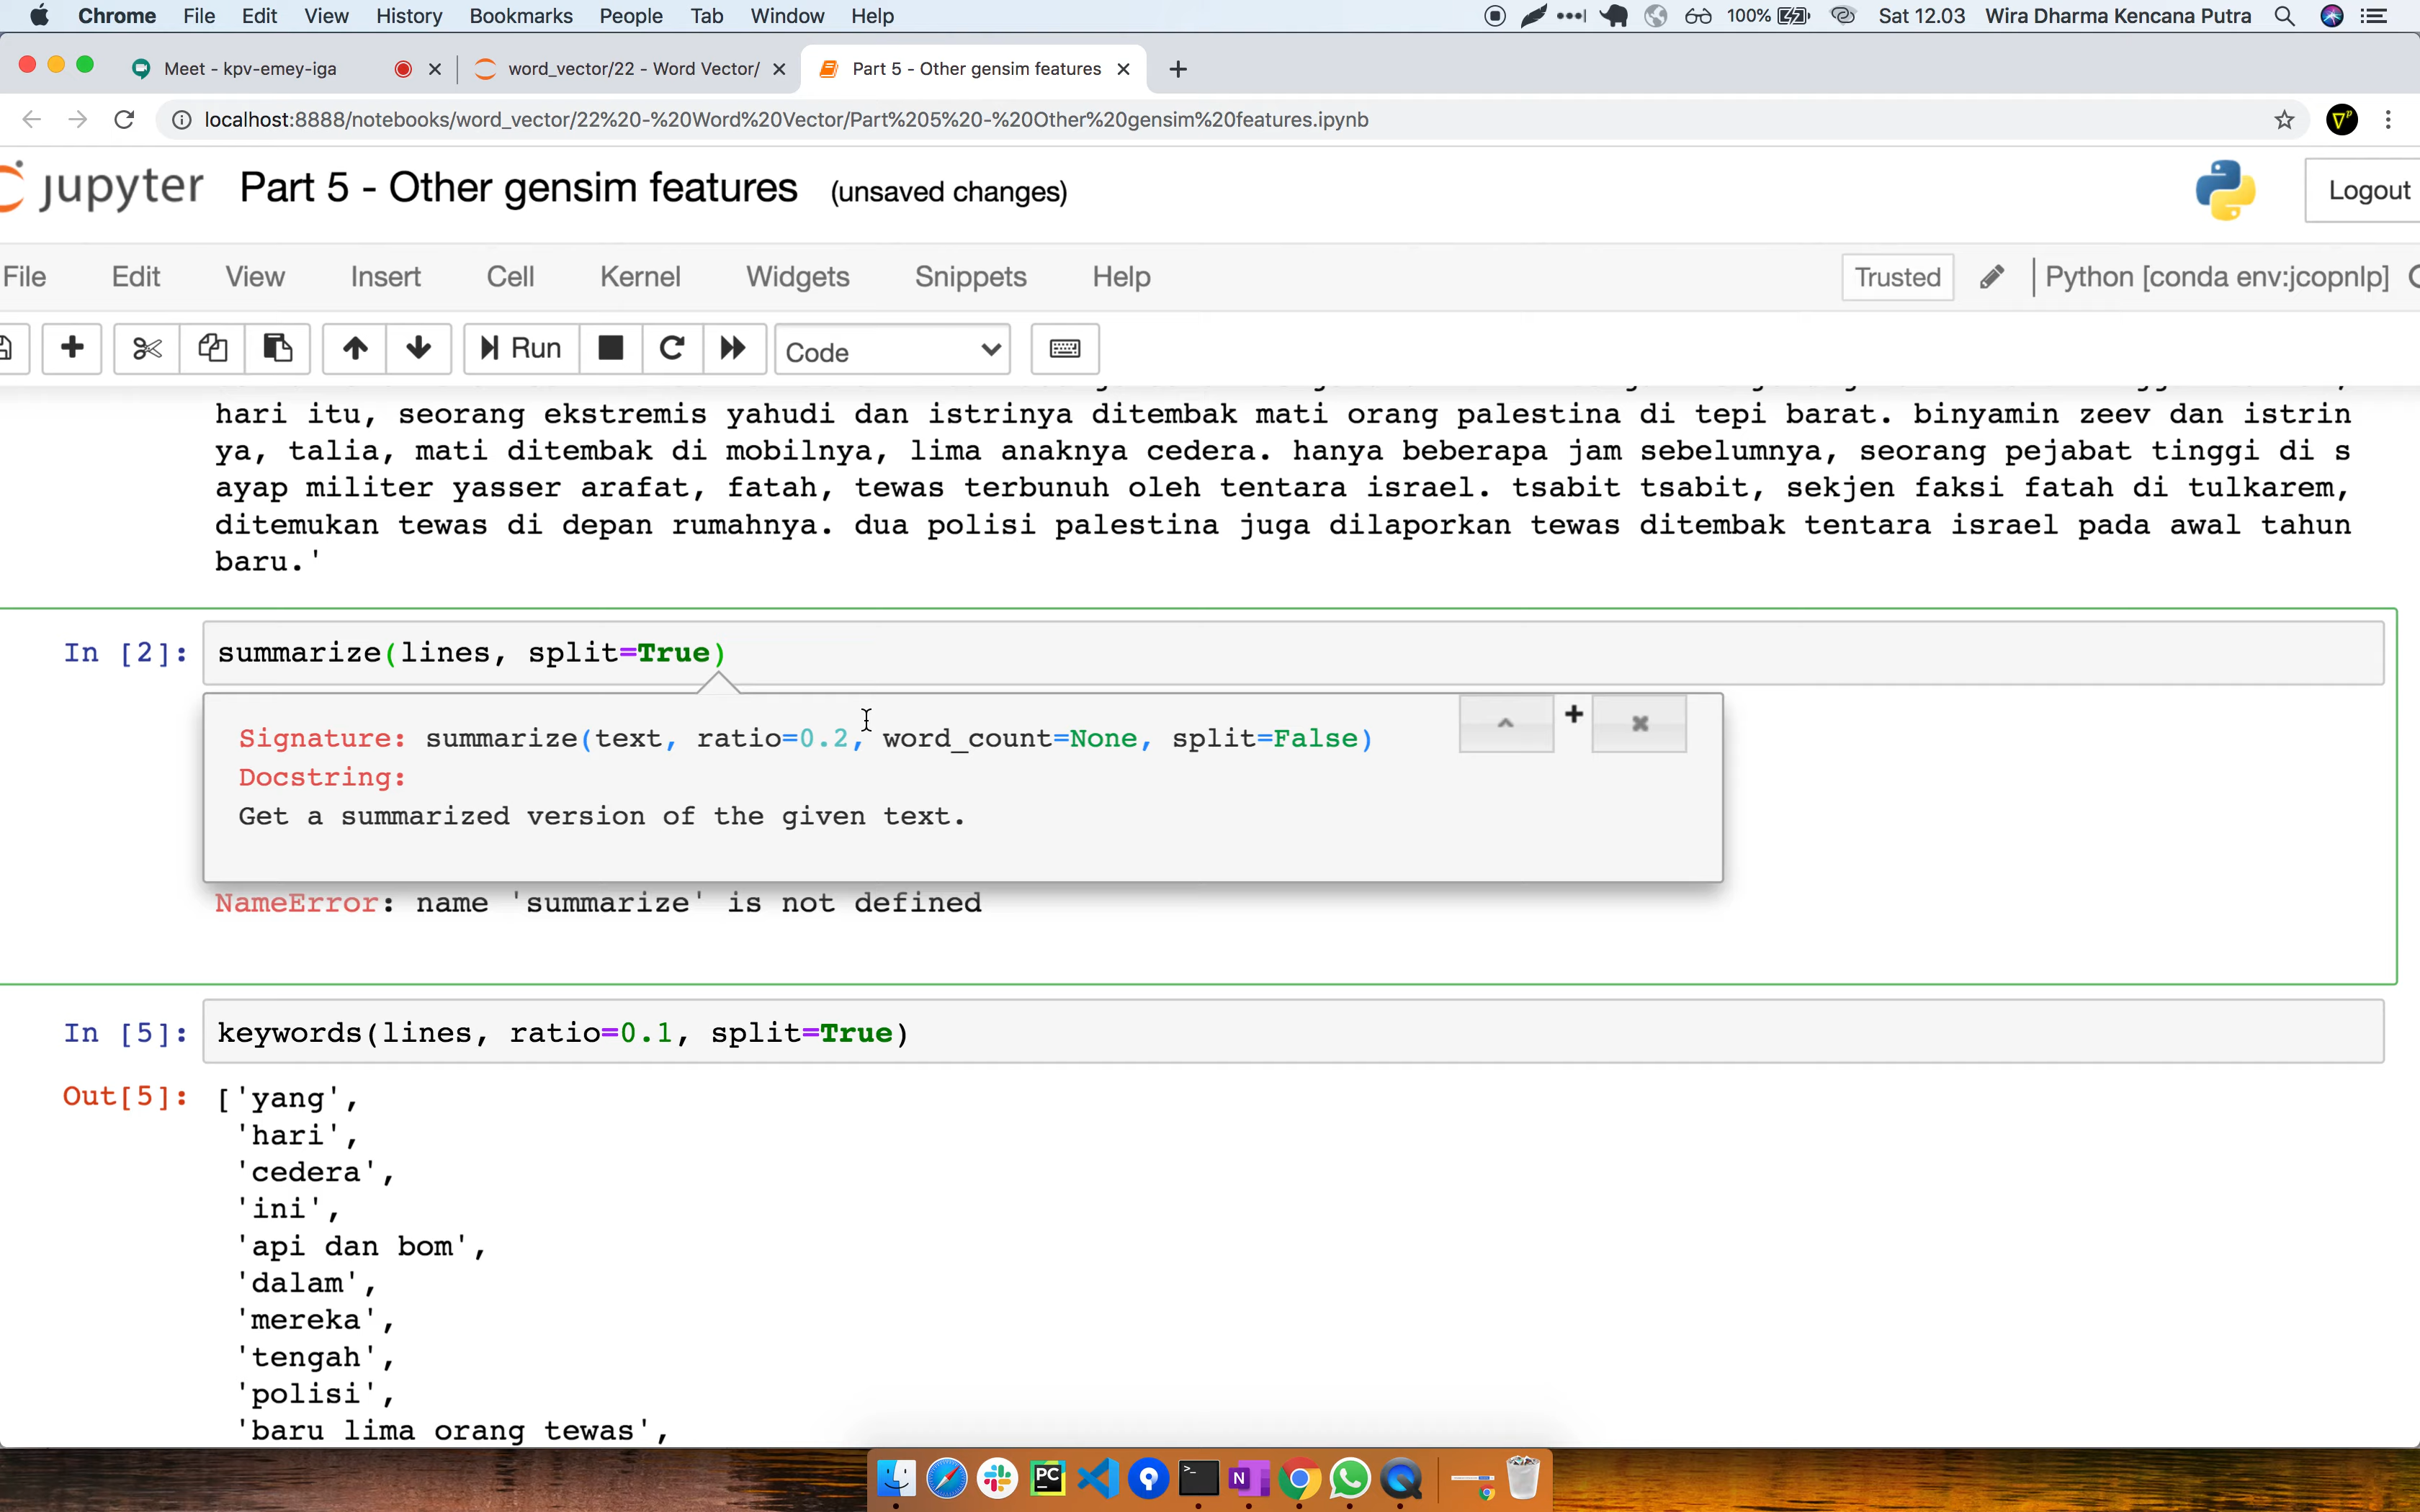 Chrome File Edit View History Bookmarks People Tab Window Help 100% Sat 12.03 Wira Dharma Kencana Putra
Meet - kpv-emey-iga word_vector/22 - Word Vector/ Part 5 - Other gensim features
localhost:8888/notebooks/word_vector/22%20-%20Word%20Vector/Part%205%20-%20Other%20gensim%20features.ipynb
jupyter Part 5 - Other gensim features (unsaved changes) Logout
File Edit View Insert Cell Kernel Widgets Snippets Help Trusted Python [conda env:jcopnlp]
Run Code
hari itu, seorang ekstremis yahudi dan istrinya ditembak mati orang palestina di tepi barat. binyamin zeev dan istrin
ya, talia, mati ditembak di mobilnya, lima anaknya cedera. hanya beberapa jam sebelumnya, seorang pejabat tinggi di s
ayap militer yasser arafat, fatah, tewas terbunuh oleh tentara israel. tsabit tsabit, sekjen faksi fatah di tulkarem,
ditemukan tewas di depan rumahnya. dua polisi palestina juga dilaporkan tewas ditembak tentara israel pada awal tahun
baru.'
In [2]: summarize(lines, split=True)
Signature: summarize(text, ratio=0.2, word_count=None, split=False)
Docstring:
Get a summarized version of the given text.
NameError: name 'summarize' is not defined
In [5]: keywords(lines, ratio=0.1, split=True)
Out[5]: ['yang',
'hari',
'cedera',
'ini',
'api dan bom',
'dalam',
'mereka',
'tengah',
'polisi',
'baru lima orang tewas',